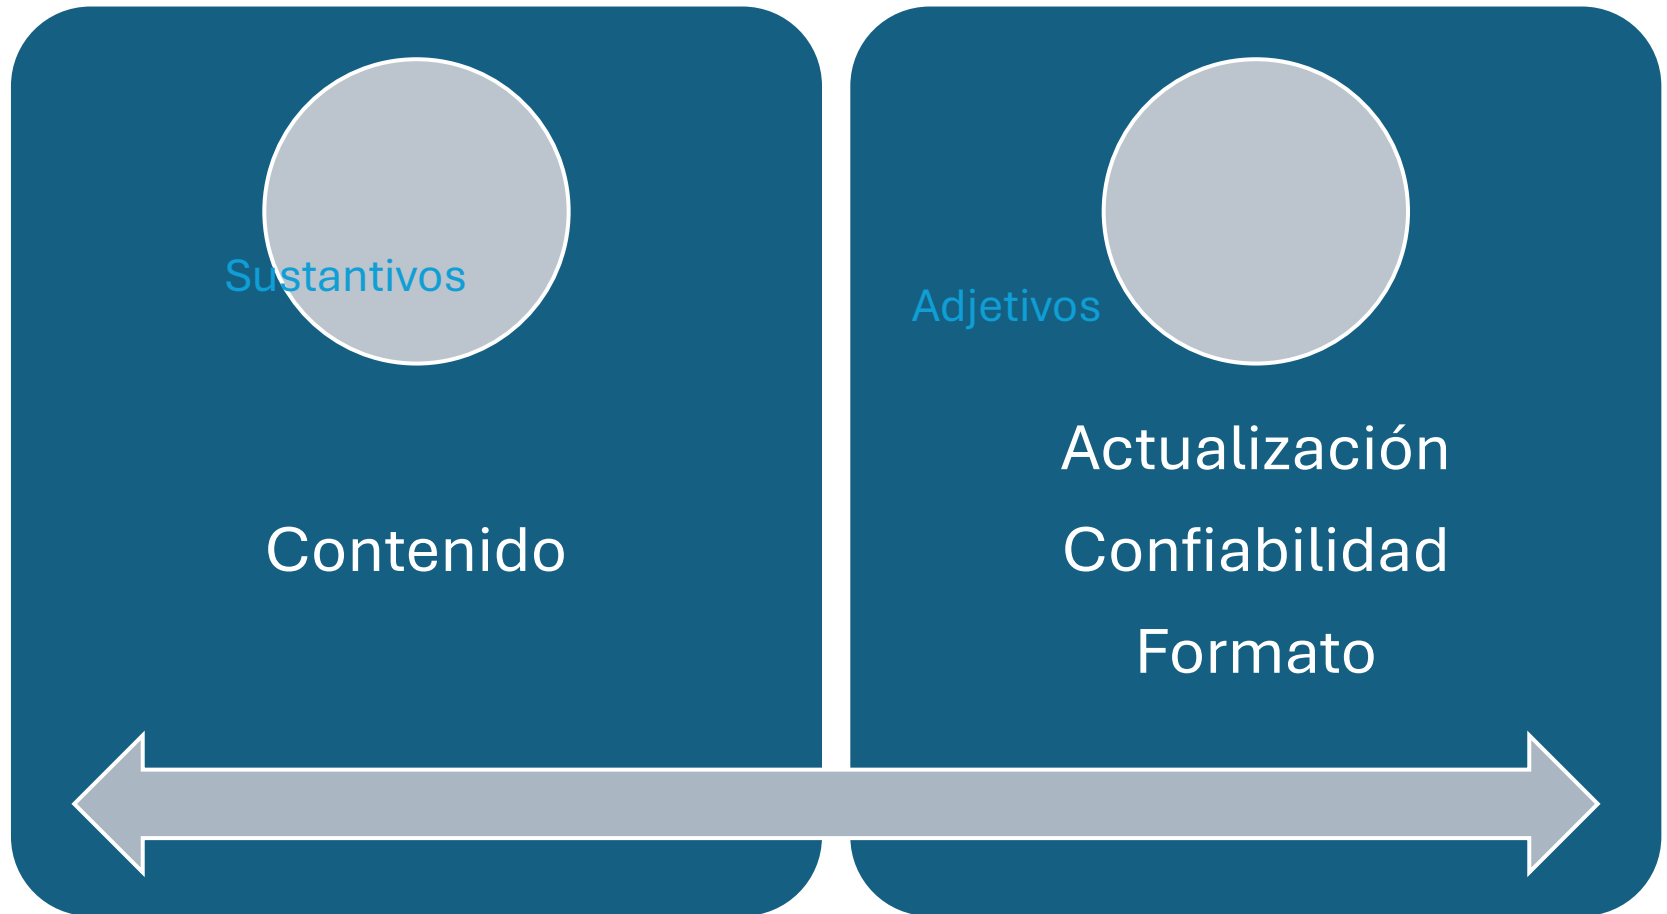 Sustantivos
Contenido
Adjetivos
Actualización
Confiabilidad
Formato